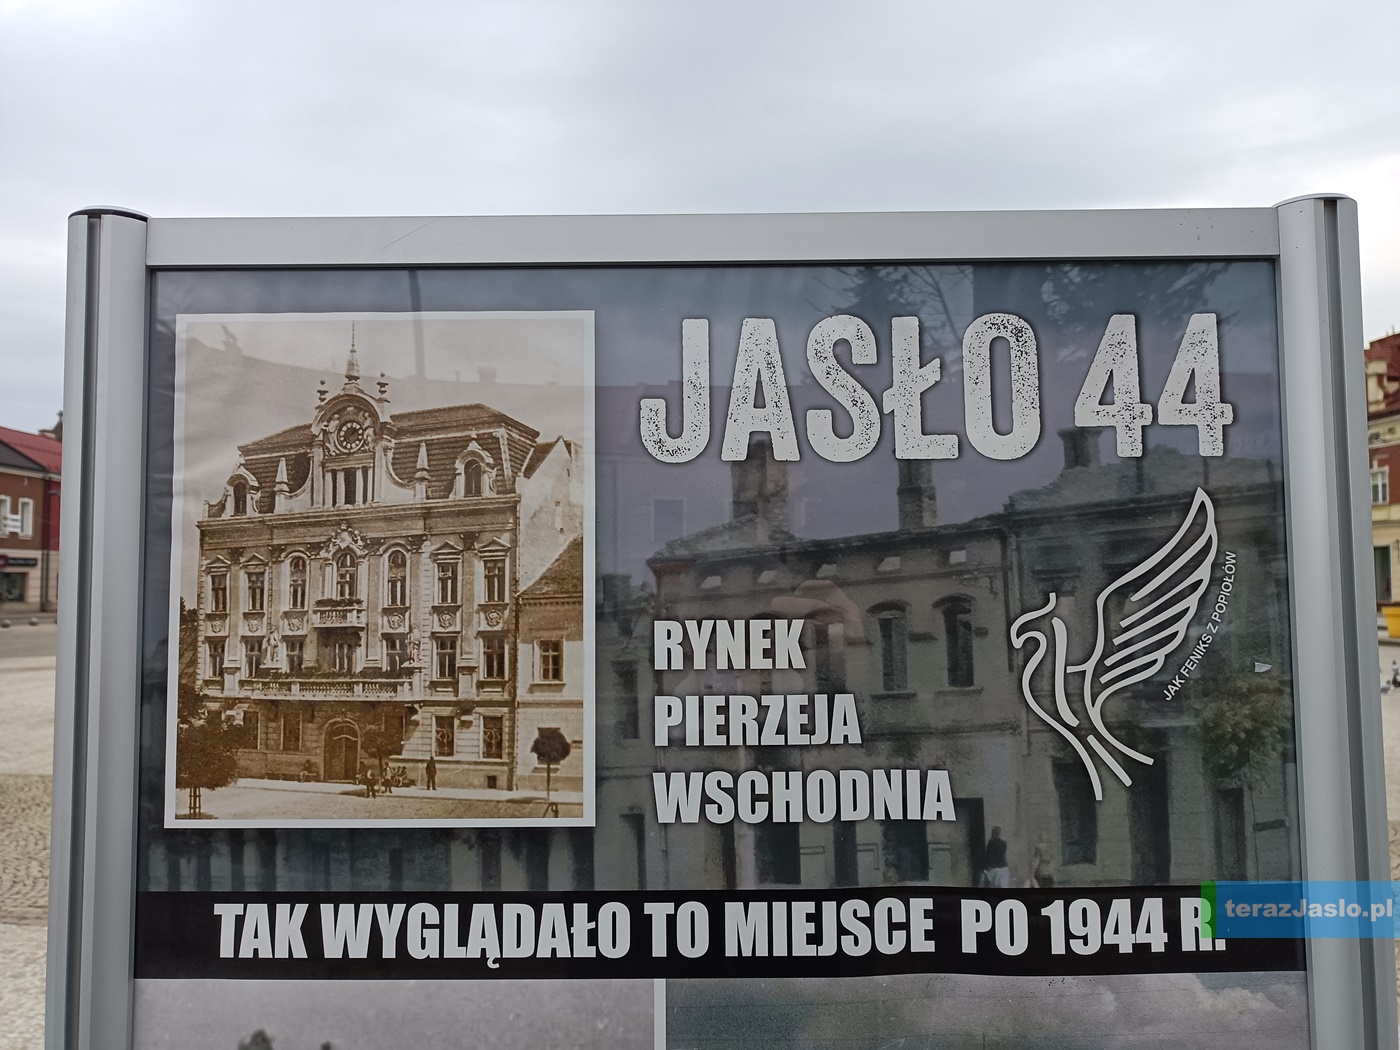 JASŁO 44
RYNEK
PIERZEJA
WSCHODNIA
JAK FENIKS Z POPIOŁÓW
TAK WYGLĄDAŁO TO MIEJSCE PO 1944 R.
terazJaslo.pl